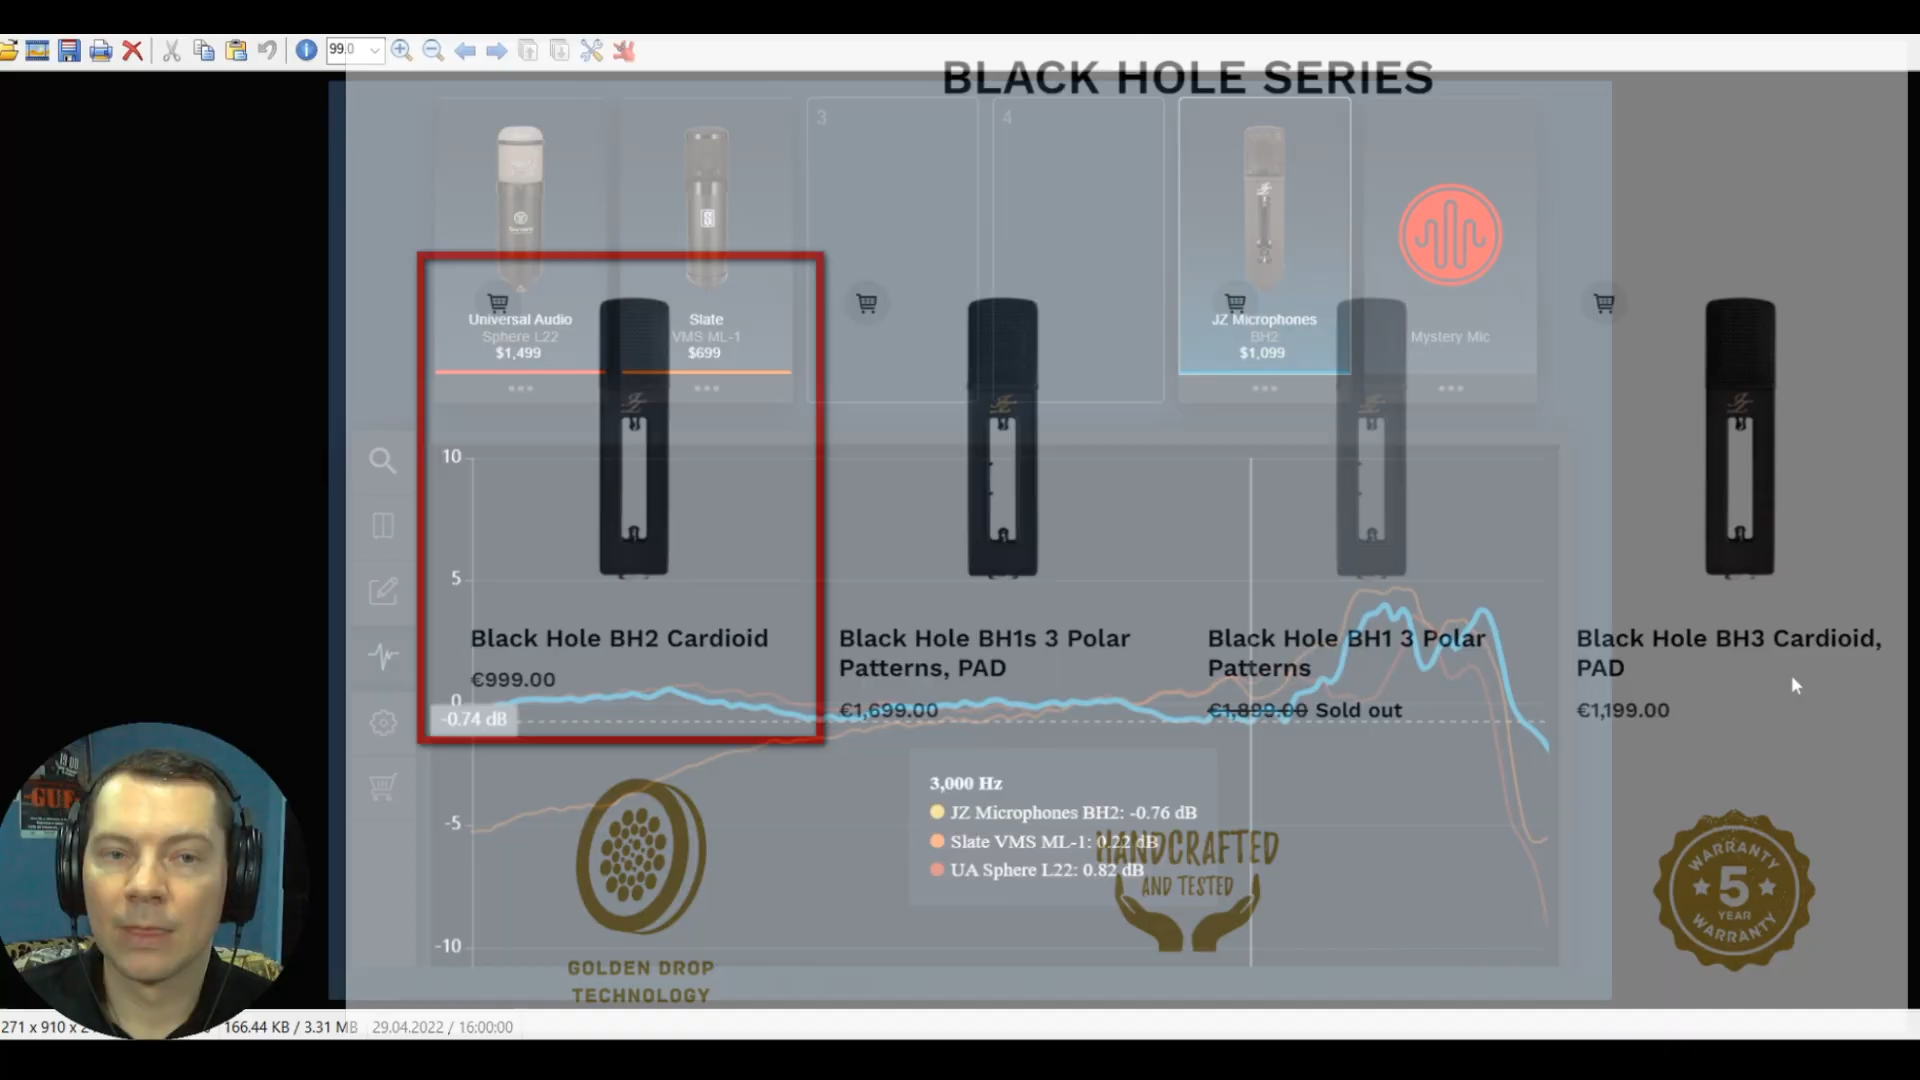 99.0
BLACK HOLE SERIES
3
4
Universal Audio
Sphere L22
$1,499
Slate
VMS ML-1
$699
JZ Microphones
BH2
$1,099
Mystery Mic
10
5
0
-0.74 dB
-5
-10
Black Hole BH2 Cardioid
€999.00
Black Hole BH1s 3 Polar
Patterns, PAD
€1,699.00
Black Hole BH1 3 Polar
Patterns
€1,899.00 Sold out
Black Hole BH3 Cardioid,
PAD
€1,199.00
3,000 Hz
JZ Microphones BH2: -0.76 dB
Slate VMS ML-1: 0.22 dB
UA Sphere L22: 0.82 dB
GOLDEN DROP
TECHNOLOGY
HANDCRAFTED
AND TESTED
WARRANTY
5
YEAR
WARRANTY
271 x 910 x
166.44 KB / 3.31 MB
29.04.2022 / 16:00:00